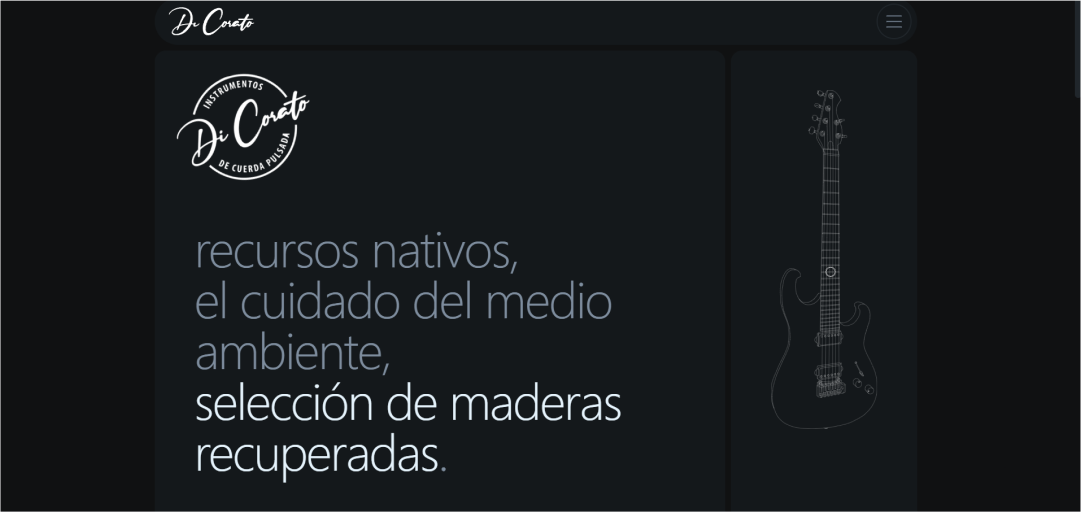 Di Corato
INSTRUMENTOS
Di Corato
DE CUERDA PULSADA
recursos nativos,
el cuidado del medio
ambiente,
selección de maderas
recuperadas.